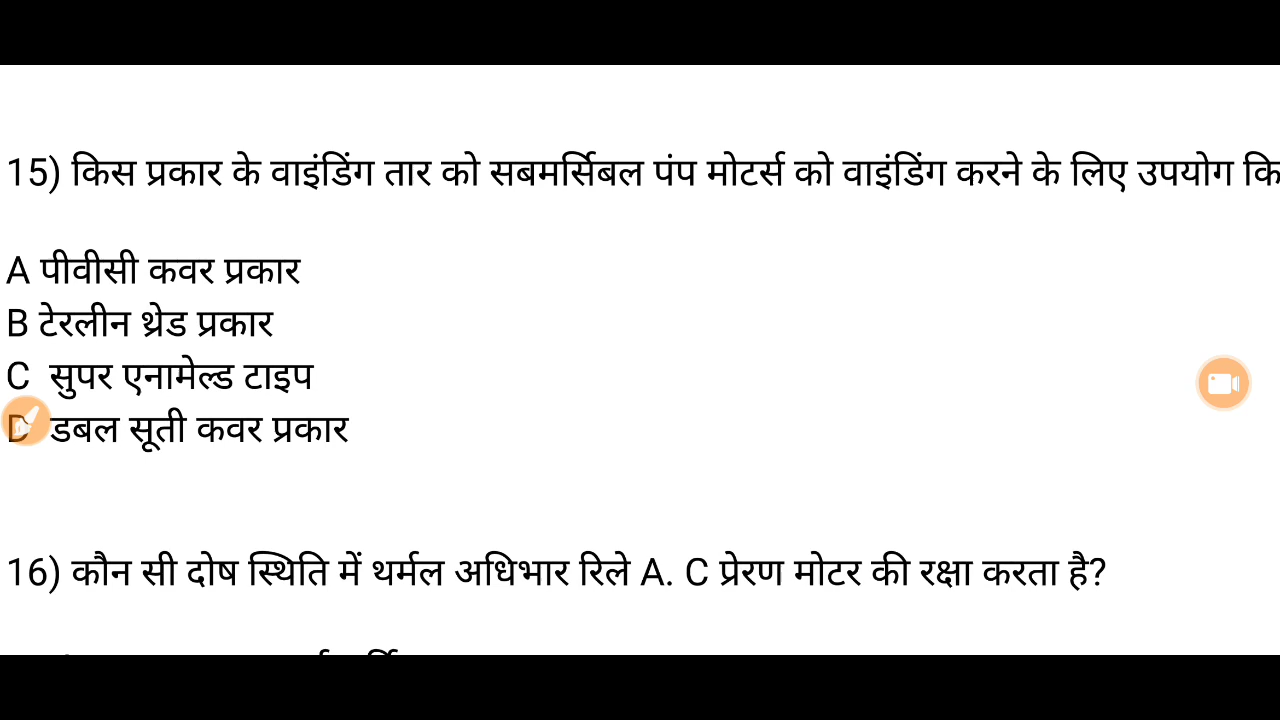 15) किस प्रकार के वाइंडिंग तार को सबमर्सिबल पंप मोटर्स को वाइंडिंग करने के लिए उपयोग कि
A पीवीसी कवर प्रकार
B टेरलीन थ्रेड प्रकार
C सुपर एनामेल्ड टाइप
D डबल सूती कवर प्रकार
16) कौन सी दोष स्थिति में थर्मल अधिभार रिले A. C प्रेरण मोटर की रक्षा करता है?